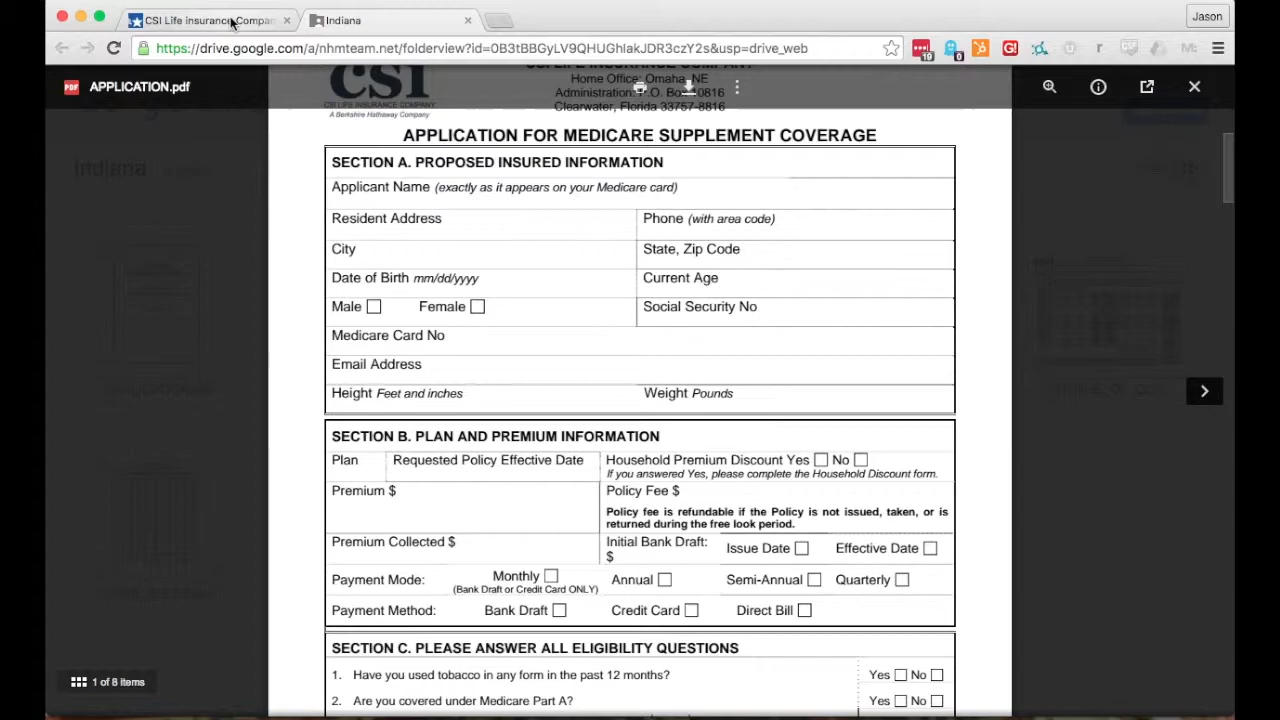 CSI Life insurance Compan
Indiana
Jason
https://drive.google.com/a/nhmteam.net/folderview?id=0B3tBBGyLV9QHUGhlakJDR3czY2s&usp=drive_web
APPLICATION.pdf
CSI
CSI LIFE INSURANCE COMPANY
A Berkshire Hathaway Company
CSI LIFE INSURANCE COMPANY
Home Office: Omaha, NE
Administration: P.O. Box 10816
Clearwater, Florida 33757-8816
Indiana
APPLICATION FOR MEDICARE SUPPLEMENT COVERAGE
SECTION A. PROPOSED INSURED INFORMATION
Applicant Name (exactly as it appears on your Medicare card)
Resident Address
Phone (with area code)
City
State, Zip Code
Date of Birth mm/dd/yyyy
Current Age
Male
Female
Social Security No
Medicare Card No
Email Address
Height Feet and inches
Weight Pounds
SECTION B. PLAN AND PREMIUM INFORMATION
Plan
Requested Policy Effective Date
Household Premium Discount Yes No
If you answered Yes, please complete the Household Discount form.
Premium $
Policy Fee $
Policy fee is refundable if the Policy is not issued, taken, or is
returned during the free look period.
Premium Collected $
Initial Bank Draft:
$
Issue Date
Effective Date
Payment Mode:
Monthly
(Bank Draft or Credit Card ONLY)
Annual
Semi-Annual
Quarterly
Payment Method:
Bank Draft
Credit Card
Direct Bill
SECTION C. PLEASE ANSWER ALL ELIGIBILITY QUESTIONS
1. Have you used tobacco in any form in the past 12 months?
Yes No
2. Are you covered under Medicare Part A?
Yes No
1 of 8 items